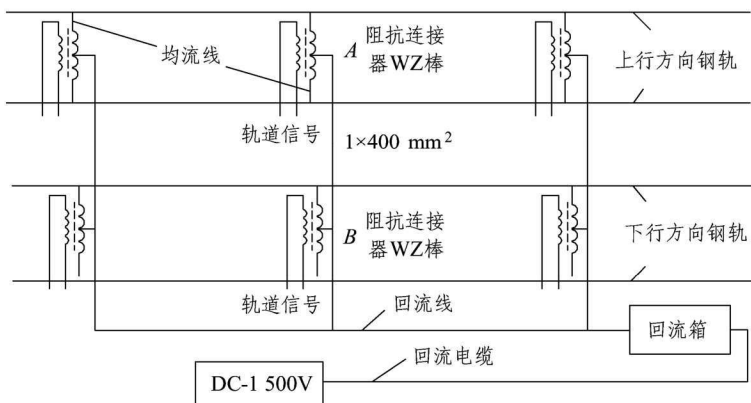 均流线
A
阻抗连接
器WZ棒
上行方向钢轨
轨道信号
1×400 mm²
B
阻抗连接
器WZ棒
下行方向钢轨
轨道信号
回流线
回流箱
回流电缆
DC-1 500V